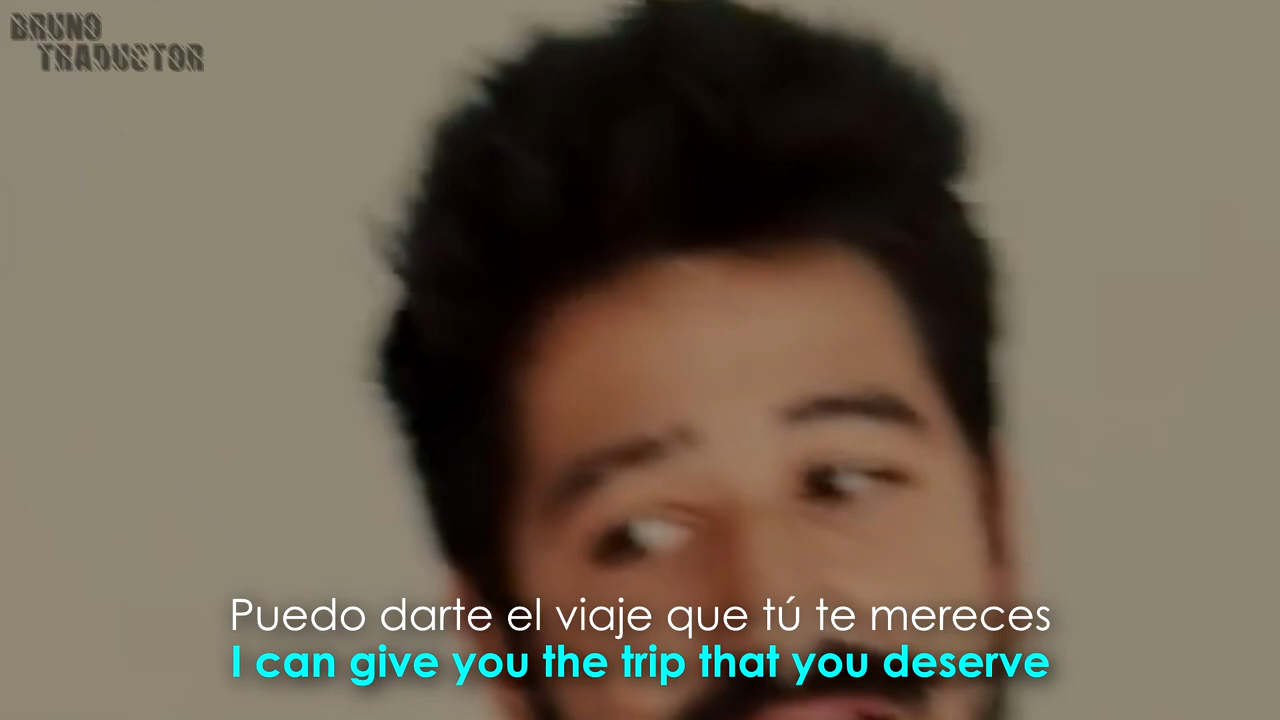 BRUNO
TRADUCTOR
Puedo darte el viaje que tú te mereces
I can give you the trip that you deserve